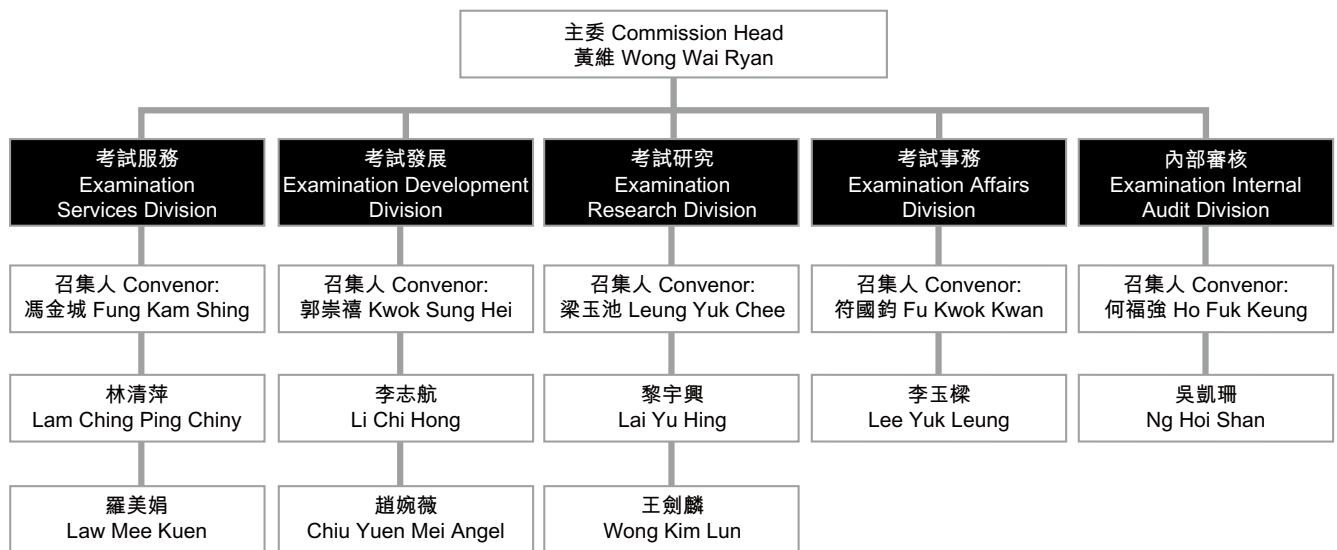 主委 Commission Head
黃維 Wong Wai Ryan
考試服務
Examination
Services Division
考試發展
Examination Development
Division
考試研究
Examination
Research Division
考試事務
Examination Affairs
Division
內部審核
Examination Internal
Audit Division
召集人 Convenor:
馮金城 Fung Kam Shing
召集人 Convenor:
郭崇禧 Kwok Sung Hei
召集人 Convenor:
梁玉池 Leung Yuk Chee
召集人 Convenor:
符國鈞 Fu Kwok Kwan
召集人 Convenor:
何福強 Ho Fuk Keung
林清萍
Lam Ching Ping Chiny
李志航
Li Chi Hong
黎宇興
Lai Yu Hing
李玉樑
Lee Yuk Leung
吳凱珊
Ng Hoi Shan
羅美娟
Law Mee Kuen
趙婉薇
Chiu Yuen Mei Angel
王劍麟
Wong Kim Lun